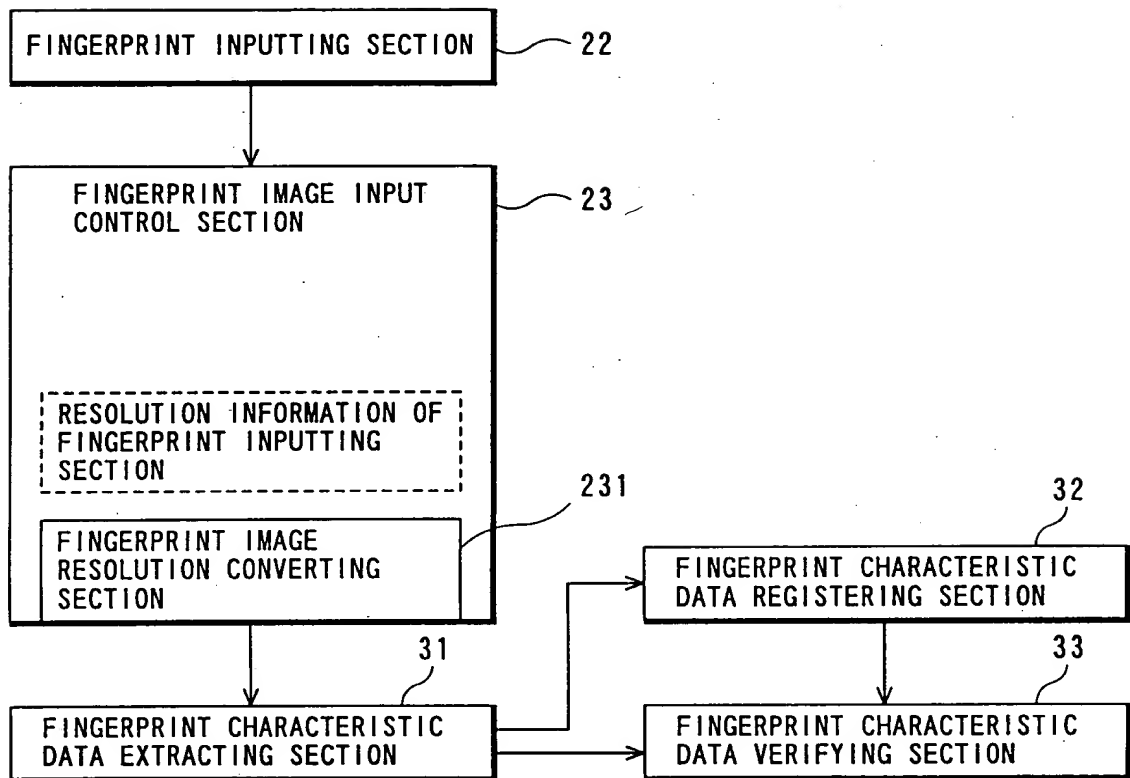 FINGERPRINT INPUTTING SECTION
22
FINGERPRINT IMAGE INPUT
CONTROL SECTION
23
RESOLUTION INFORMATION OF
FINGERPRINT INPUTTING
SECTION
231
FINGERPRINT IMAGE
RESOLUTION CONVERTING
SECTION
32
FINGERPRINT CHARACTERISTIC
DATA REGISTERING SECTION
31
FINGERPRINT CHARACTERISTIC
DATA EXTRACTING SECTION
33
FINGERPRINT CHARACTERISTIC
DATA VERIFYING SECTION